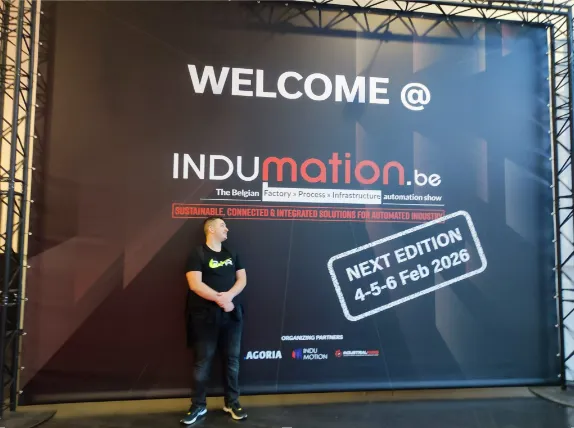 WELCOME @
INDUmation.be
The Belgian Factory » Process » Infrastructure automation show
SUSTAINABLE, CONNECTED & INTEGRATED SOLUTIONS FOR AUTOMATED INDUSTRY
NEXT EDITION
4-5-6 Feb 2026
ORGANIZING PARTNERS
AGORIA
INDU
MOTION